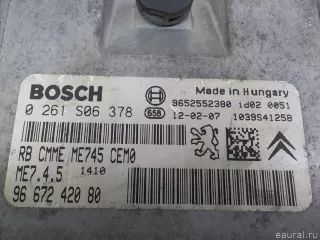 BOSCH
Made in Hungary
9652552380 id02 0051
0 261 S06 378
658
12-02-07 1039S41258
RB CMME ME745 CEM0
ME7.4.5 1410
96 672 420 80
eaural.ru